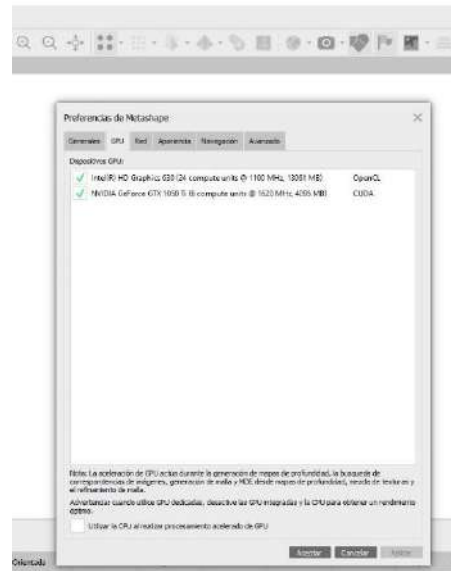 Preferencias de Metashape
Generales GPU Red Apariencia Navegación Avanzado
Dispositivos GPU:
Intel(R) HD Graphics 630 (24 compute units @ 1100 MHz, MB) OpenCL
NVIDIA GeForce GTX 1050 Ti (6 compute units @ 1620 MHz, 4096 MB) CUDA
Nota: La aceleración de GPU actúa durante la generación de mapas de profundidad, la búsqueda de
correspondencias de imágenes, generación de malla y MDE desde mapas de profundidad, de texturas y
el refinamiento de malla.
Advertencia: cuando utilice GPU dedicadas, desactive las GPU integradas y la CPU para obtener un rendimiento
óptimo.
Utilizar la CPU al realizar procesamiento acelerado de GPU
Aceptar Cancelar Aplicar
Orientado